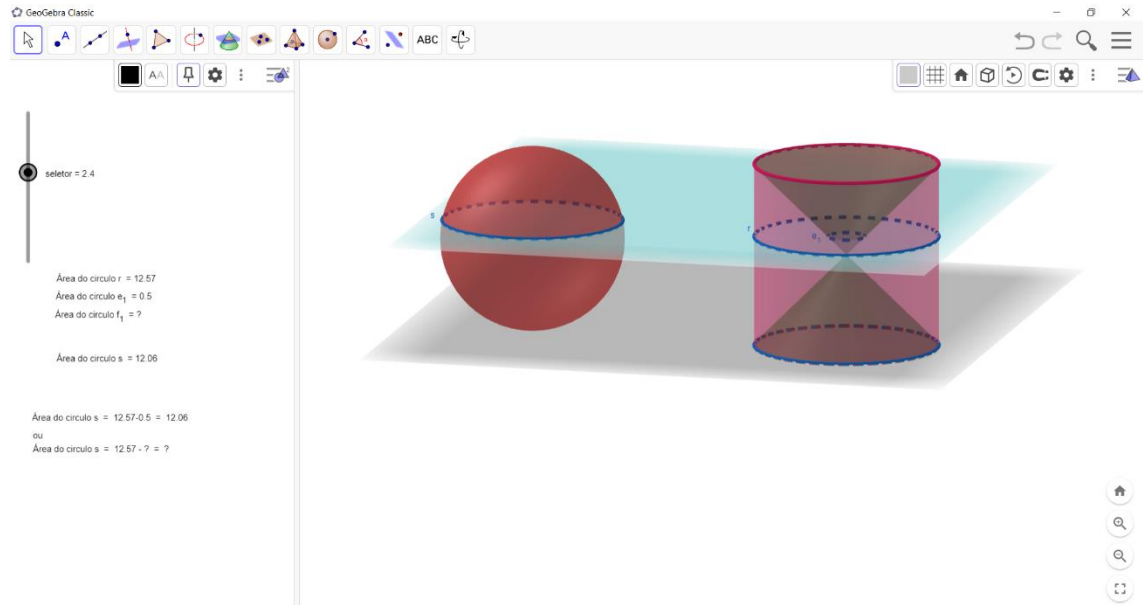 GeoGebra Classic
ABC
AA
seletor = 2.4
Área do circulo r = 12.57
Área do circulo e₁ = 0.5
Área do circulo f₁ = ?
Área do circulo s = 12.06
Área do circulo s = 12.57-0.5 = 12.06
ou
Área do circulo s = 12.57 - ? = ?
s
r
e₁